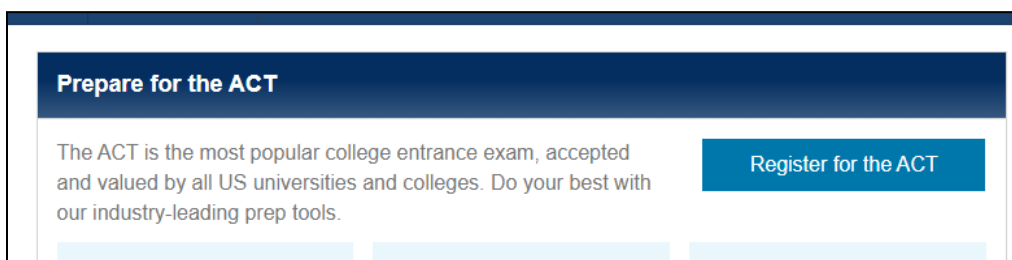 Prepare for the ACT
The ACT is the most popular college entrance exam, accepted
and valued by all US universities and colleges. Do your best with
our industry-leading prep tools.
Register for the ACT